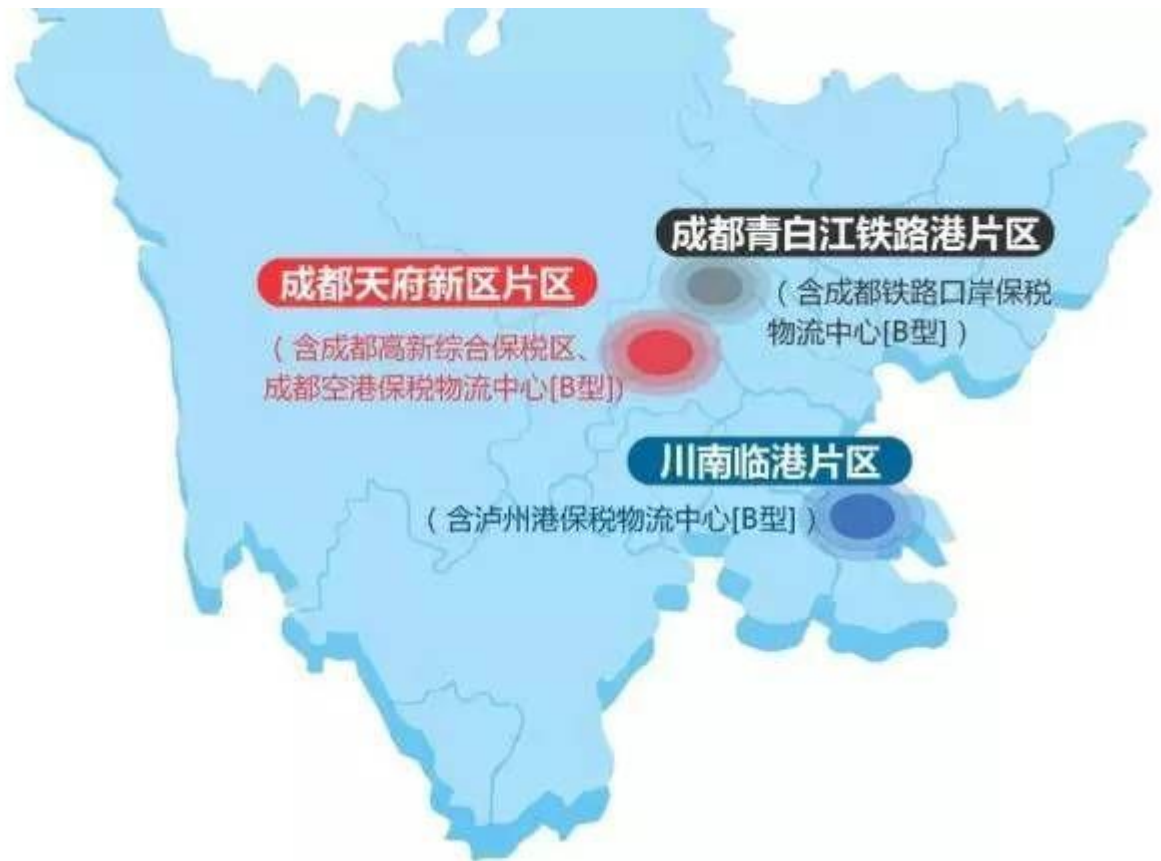 成都青白江铁路港片区
（含成都铁路口岸保税
物流中心[B型]）
成都天府新区片区
（含成都高新综合保税区、
成都空港保税物流中心[B型]）
川南临港片区
（含泸州港保税物流中心[B型]）